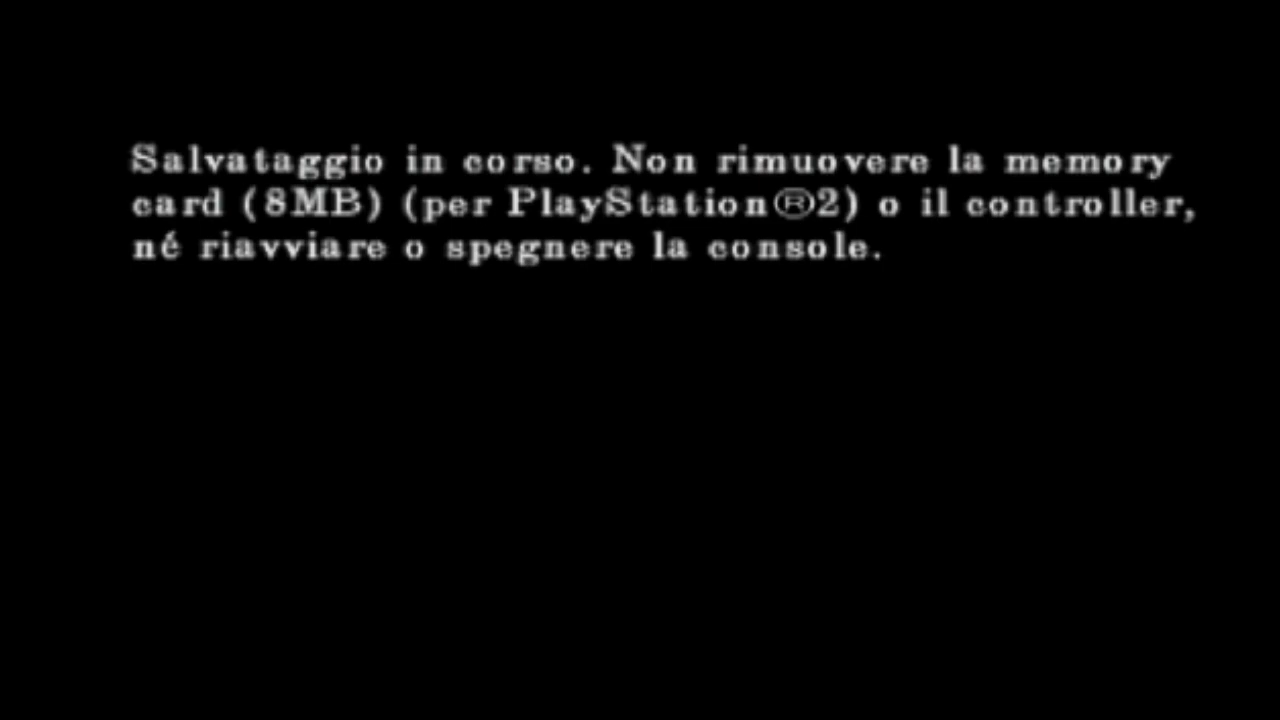 Salvataggio in corso. Non rimuovere la memory
card (8MB) (per PlayStation®2) o il controller,
né riavviare o spegnere la console.